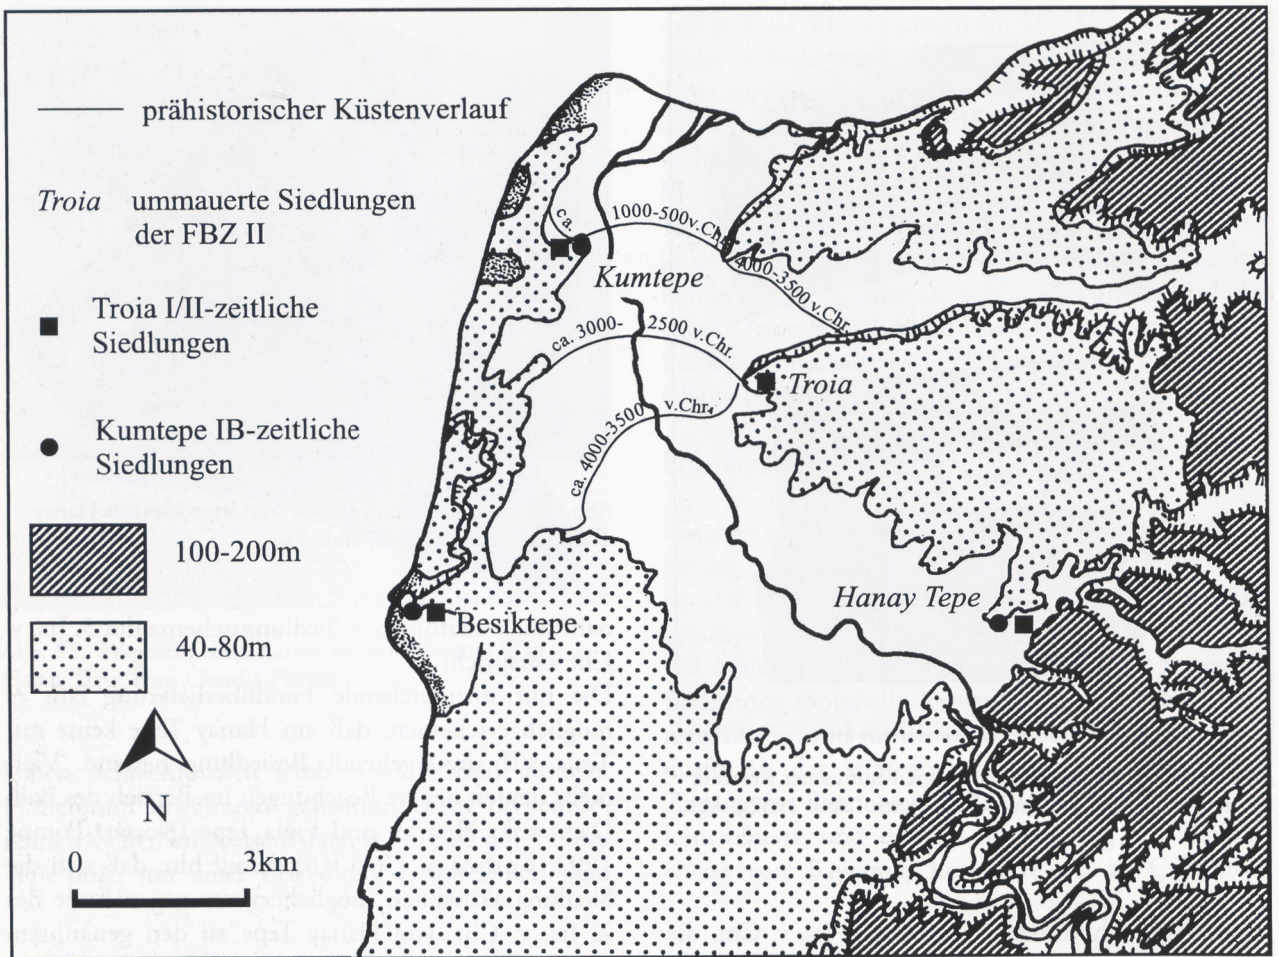 prähistorischer Küstenverlauf
Troia ummauerte Siedlungen
der FBZ II
Troia I/II-zeitliche
Siedlungen
Kumtepe IB-zeitliche
Siedlungen
100-200m
40-80m
N
0 3km
ca. 1000-500v.Chr.
Kumtepe
4000-3500 v.Chr.
ca. 3000- 2500 v.Chr.
Troia
ca. 4000-3500 v.Chr.
Hanay Tepe
Besiktepe